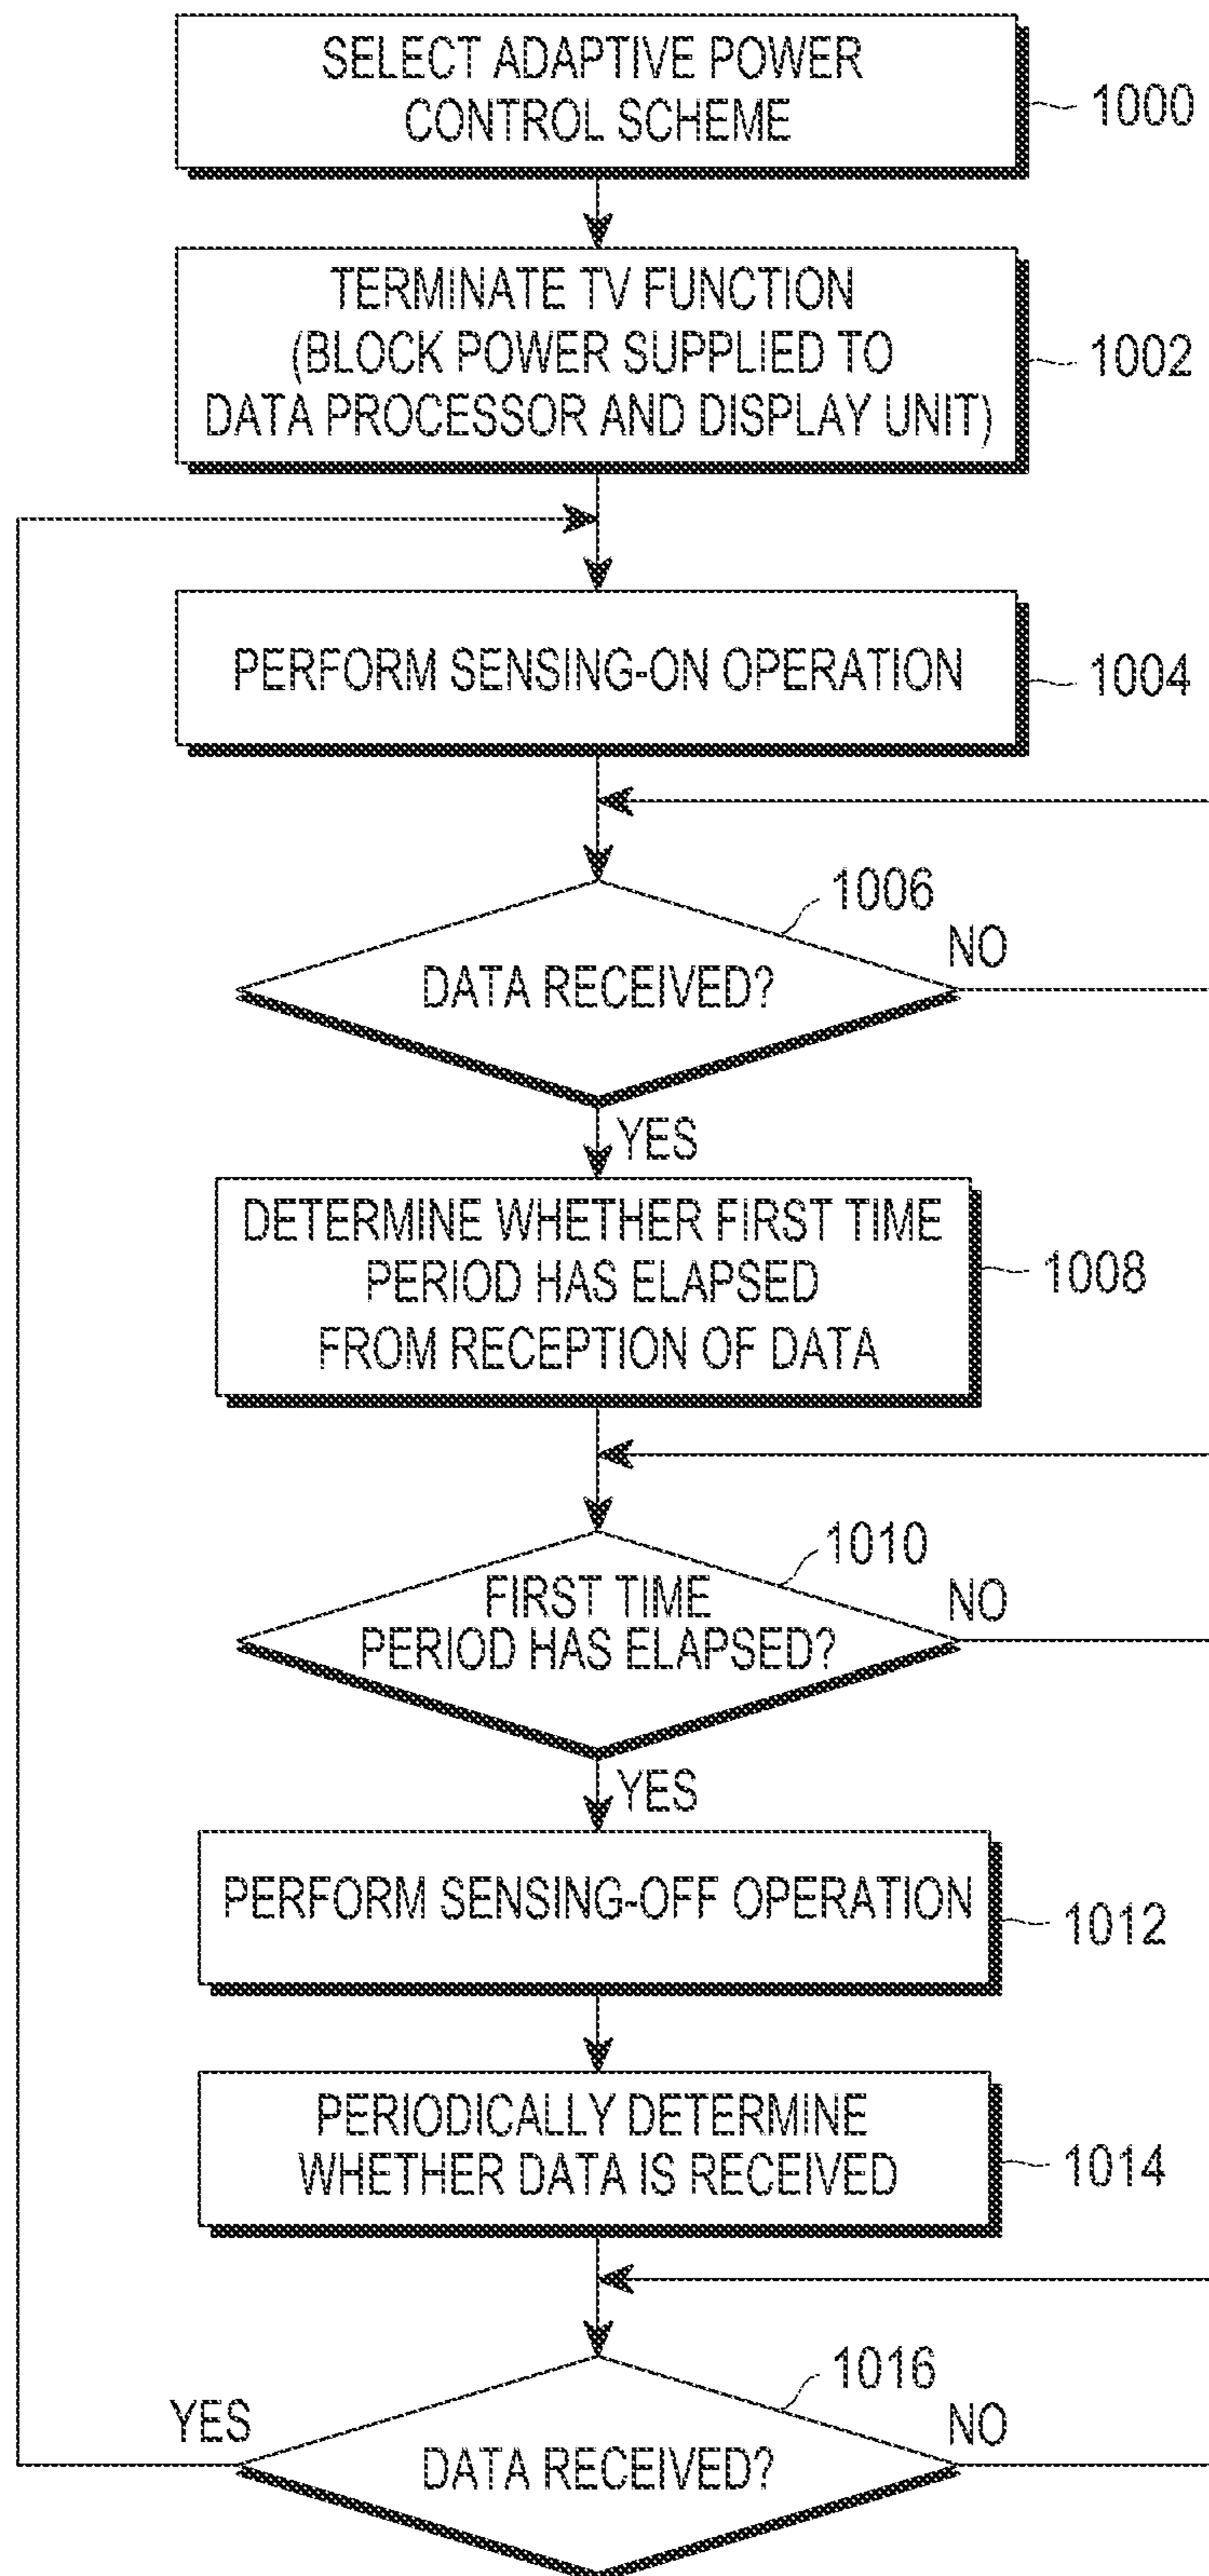 SELECT ADAPTIVE POWER
CONTROL SCHEME
1000
TERMINATE TV FUNCTION
(BLOCK POWER SUPPLIED TO
DATA PROCESSOR AND DISPLAY UNIT)
1002
PERFORM SENSING-ON OPERATION
1004
1006
DATA RECEIVED?
NO
YES
DETERMINE WHETHER FIRST TIME
PERIOD HAS ELAPSED
FROM RECEPTION OF DATA
1008
1010
FIRST TIME
PERIOD HAS ELAPSED?
NO
YES
PERFORM SENSING-OFF OPERATION
1012
PERIODICALLY DETERMINE
WHETHER DATA IS RECEIVED
1014
1016
YES
DATA RECEIVED?
NO